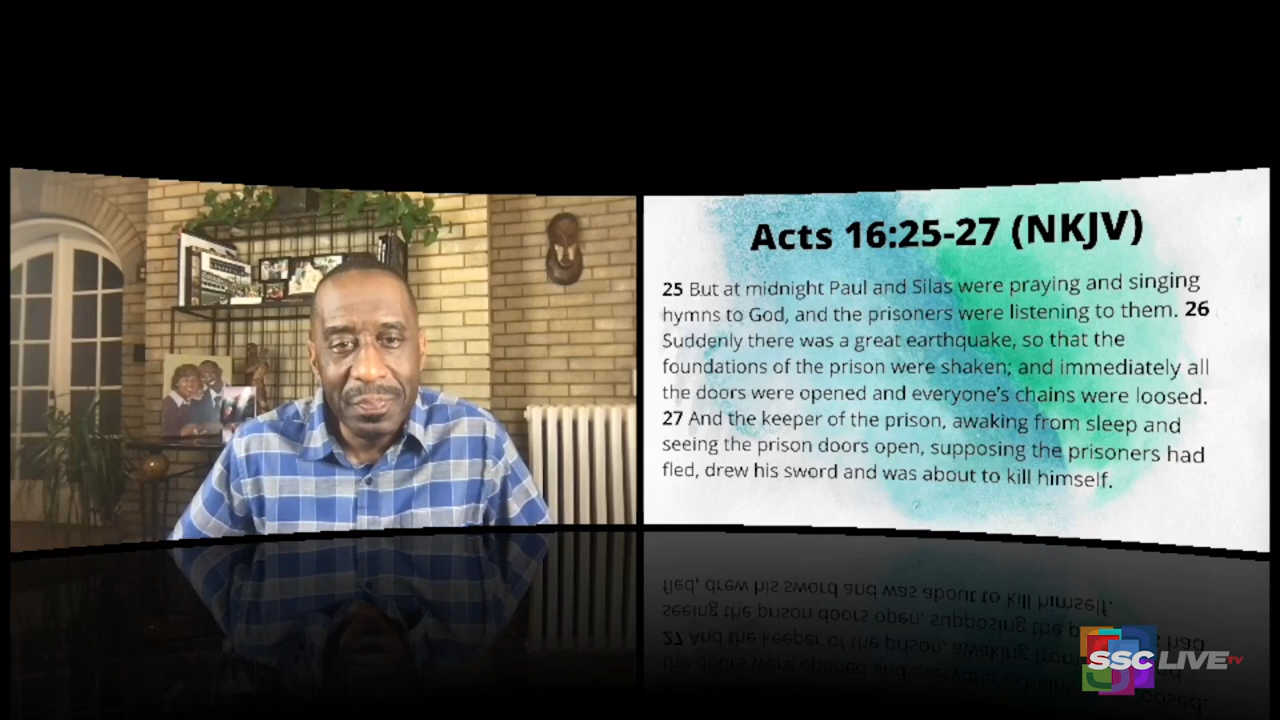 Acts 16:25-27 (NKJV)
25 But at midnight Paul and Silas were praying and singing
hymns to God, and the prisoners were listening to them. 26
Suddenly there was a great earthquake, so that the
foundations of the prison were shaken; and immediately all
the doors were opened and everyone's chains were loosed.
27 And the keeper of the prison, awaking from sleep and
seeing the prison doors open, supposing the prisoners had
fled, drew his sword and was about to kill himself.
SSC LIVE TV